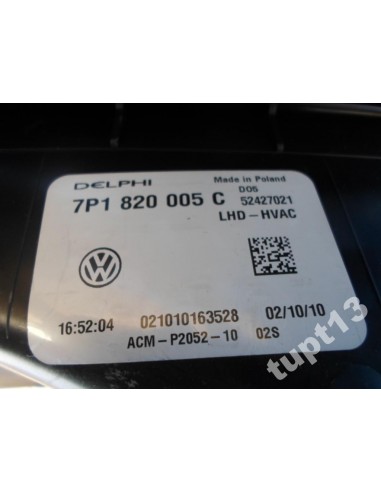 DELPHI
Made in Poland
D05
7P1 820 005 C
52427021
LHD-HVAC
16:52:04
021010163528
02/10/10
ACM-P2052-10
02S
tupt13